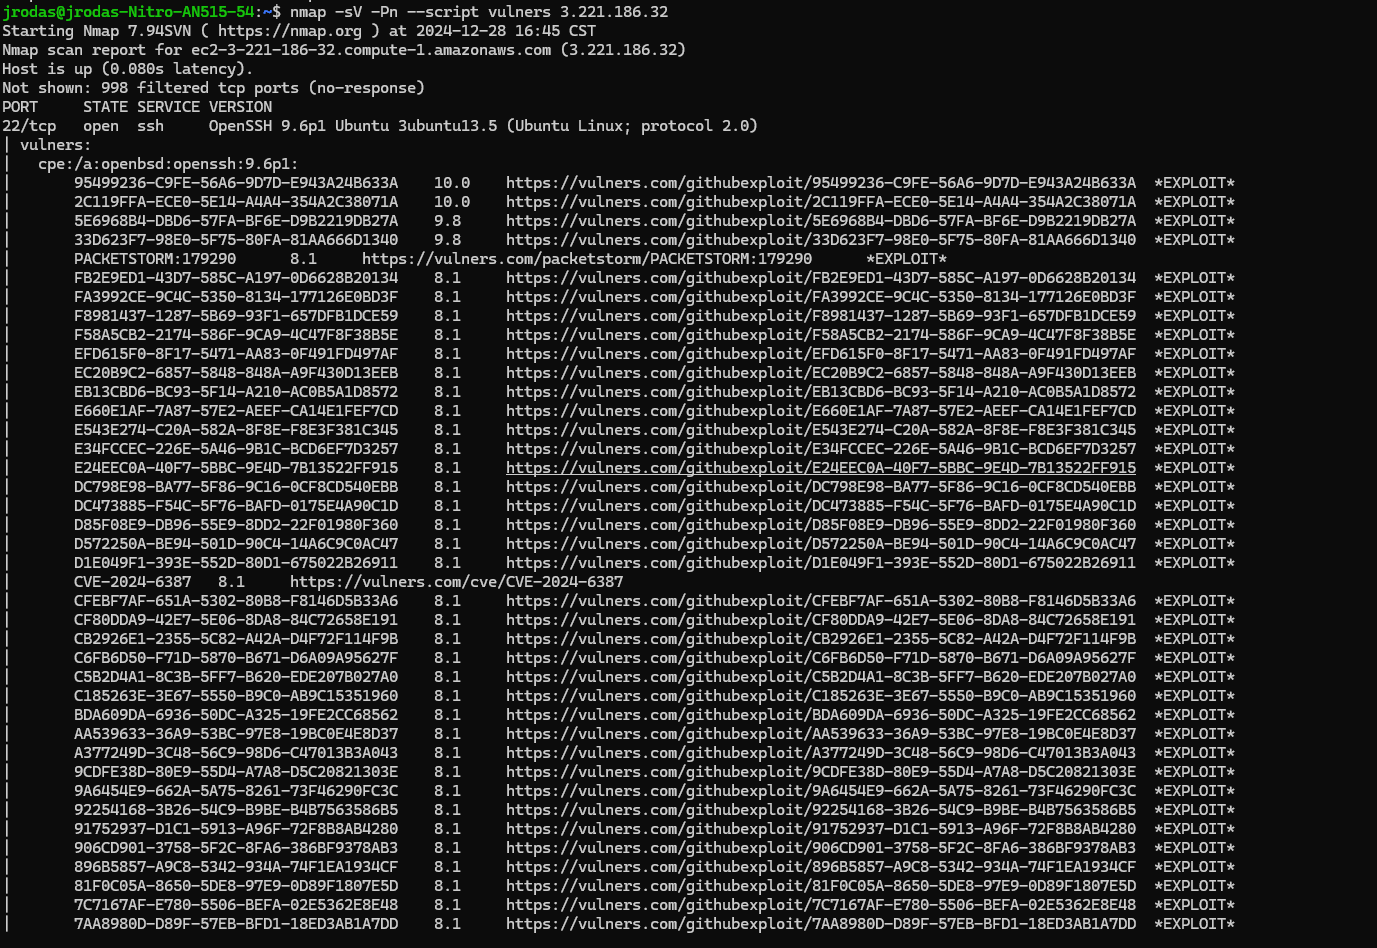 jrodas@jrodas-Nitro-AN515-54:~$ nmap -sV -Pn --script vulners 3.221.186.32
Starting Nmap 7.94SVN ( https://nmap.org ) at 2024-12-28 16:45 CST
Nmap scan report for ec2-3-221-186-32.compute-1.amazonaws.com (3.221.186.32)
Host is up (0.080s latency).
Not shown: 998 filtered tcp ports (no-response)
PORT     STATE SERVICE VERSION
22/tcp   open  ssh     OpenSSH 9.6p1 Ubuntu 3ubuntu13.5 (Ubuntu Linux; protocol 2.0)
| vulners:
|   cpe:/a:openbsd:openssh:9.6p1:
|       95499236-C9FE-56A6-9D7D-E943A24B633A    10.0    https://vulners.com/githubexploit/95499236-C9FE-56A6-9D7D-E943A24B633A  *EXPLOIT*
|       2C119FFA-ECE0-5E14-A4A4-354A2C38071A    10.0    https://vulners.com/githubexploit/2C119FFA-ECE0-5E14-A4A4-354A2C38071A  *EXPLOIT*
|       5E6968B4-DBD6-57FA-BF6E-D9B2219DB27A    9.8     https://vulners.com/githubexploit/5E6968B4-DBD6-57FA-BF6E-D9B2219DB27A  *EXPLOIT*
|       33D623F7-98E0-5F75-80FA-81AA666D1340    9.8     https://vulners.com/githubexploit/33D623F7-98E0-5F75-80FA-81AA666D1340  *EXPLOIT*
|       PACKETSTORM:179290      8.1     https://vulners.com/packetstorm/PACKETSTORM:179290      *EXPLOIT*
|       FB2E9ED1-43D7-585C-A197-0D6628B20134    8.1     https://vulners.com/githubexploit/FB2E9ED1-43D7-585C-A197-0D6628B20134  *EXPLOIT*
|       FA3992CE-9C4C-5350-8134-177126E0BD3F    8.1     https://vulners.com/githubexploit/FA3992CE-9C4C-5350-8134-177126E0BD3F  *EXPLOIT*
|       F8981437-1287-5B69-93F1-657DFB1DCE59    8.1     https://vulners.com/githubexploit/F8981437-1287-5B69-93F1-657DFB1DCE59  *EXPLOIT*
|       F58A5CB2-2174-586F-9CA9-4C47F8F38B5E    8.1     https://vulners.com/githubexploit/F58A5CB2-2174-586F-9CA9-4C47F8F38B5E  *EXPLOIT*
|       EFD615F0-8F17-5471-AA83-0F491FD497AF    8.1     https://vulners.com/githubexploit/EFD615F0-8F17-5471-AA83-0F491FD497AF  *EXPLOIT*
|       EC20B9C2-6857-5848-848A-A9F430D13EEB    8.1     https://vulners.com/githubexploit/EC20B9C2-6857-5848-848A-A9F430D13EEB  *EXPLOIT*
|       EB13CBD6-BC93-5F14-A210-AC0B5A1D8572    8.1     https://vulners.com/githubexploit/EB13CBD6-BC93-5F14-A210-AC0B5A1D8572  *EXPLOIT*
|       E660E1AF-7A87-57E2-AEEF-CA14E1FEF7CD    8.1     https://vulners.com/githubexploit/E660E1AF-7A87-57E2-AEEF-CA14E1FEF7CD  *EXPLOIT*
|       E543E274-C20A-582A-8F8E-F8E3F381C345    8.1     https://vulners.com/githubexploit/E543E274-C20A-582A-8F8E-F8E3F381C345  *EXPLOIT*
|       E34FCCEC-226E-5A46-9B1C-BCD6EF7D3257    8.1     https://vulners.com/githubexploit/E34FCCEC-226E-5A46-9B1C-BCD6EF7D3257  *EXPLOIT*
|       E24EEC0A-40F7-5BBC-9E4D-7B13522FF915    8.1     https://vulners.com/githubexploit/E24EEC0A-40F7-5BBC-9E4D-7B13522FF915  *EXPLOIT*
|       DC798E98-BA77-5F86-9C16-0CF8CD540EBB    8.1     https://vulners.com/githubexploit/DC798E98-BA77-5F86-9C16-0CF8CD540EBB  *EXPLOIT*
|       DC473885-F54C-5F76-BAFD-0175E4A90C1D    8.1     https://vulners.com/githubexploit/DC473885-F54C-5F76-BAFD-0175E4A90C1D  *EXPLOIT*
|       D85F08E9-DB96-55E9-8DD2-22F01980F360    8.1     https://vulners.com/githubexploit/D85F08E9-DB96-55E9-8DD2-22F01980F360  *EXPLOIT*
|       D572250A-BE94-501D-90C4-14A6C9C0AC47    8.1     https://vulners.com/githubexploit/D572250A-BE94-501D-90C4-14A6C9C0AC47  *EXPLOIT*
|       D1E049F1-393E-552D-80D1-675022B26911    8.1     https://vulners.com/githubexploit/D1E049F1-393E-552D-80D1-675022B26911  *EXPLOIT*
|       CVE-2024-6387   8.1     https://vulners.com/cve/CVE-2024-6387
|       CFEBF7AF-651A-5302-80B8-F8146D5B33A6    8.1     https://vulners.com/githubexploit/CFEBF7AF-651A-5302-80B8-F8146D5B33A6  *EXPLOIT*
|       CF80DDA9-42E7-5E06-8DA8-84C72658E191    8.1     https://vulners.com/githubexploit/CF80DDA9-42E7-5E06-8DA8-84C72658E191  *EXPLOIT*
|       CB2926E1-2355-5C82-A42A-D4F72F114F9B    8.1     https://vulners.com/githubexploit/CB2926E1-2355-5C82-A42A-D4F72F114F9B  *EXPLOIT*
|       C6FB6D50-F71D-5870-B671-D6A09A95627F    8.1     https://vulners.com/githubexploit/C6FB6D50-F71D-5870-B671-D6A09A95627F  *EXPLOIT*
|       C5B2D4A1-8C3B-5FF7-B620-EDE207B027A0    8.1     https://vulners.com/githubexploit/C5B2D4A1-8C3B-5FF7-B620-EDE207B027A0  *EXPLOIT*
|       C185263E-3E67-5550-B9C0-AB9C15351960    8.1     https://vulners.com/githubexploit/C185263E-3E67-5550-B9C0-AB9C15351960  *EXPLOIT*
|       BDA609DA-6936-50DC-A325-19FE2CC68562    8.1     https://vulners.com/githubexploit/BDA609DA-6936-50DC-A325-19FE2CC68562  *EXPLOIT*
|       AA539633-36A9-53BC-97E8-19BC0E4E8D37    8.1     https://vulners.com/githubexploit/AA539633-36A9-53BC-97E8-19BC0E4E8D37  *EXPLOIT*
|       A377249D-3C48-56C9-98D6-C47013B3A043    8.1     https://vulners.com/githubexploit/A377249D-3C48-56C9-98D6-C47013B3A043  *EXPLOIT*
|       9CDFE38D-80E9-55D4-A7A8-D5C20821303E    8.1     https://vulners.com/githubexploit/9CDFE38D-80E9-55D4-A7A8-D5C20821303E  *EXPLOIT*
|       9A6454E9-662A-5A75-8261-73F46290FC3C    8.1     https://vulners.com/githubexploit/9A6454E9-662A-5A75-8261-73F46290FC3C  *EXPLOIT*
|       92254168-3B26-54C9-B9BE-B4B7563586B5    8.1     https://vulners.com/githubexploit/92254168-3B26-54C9-B9BE-B4B7563586B5  *EXPLOIT*
|       91752937-D1C1-5913-A96F-72F8B8AB4280    8.1     https://vulners.com/githubexploit/91752937-D1C1-5913-A96F-72F8B8AB4280  *EXPLOIT*
|       906CD901-3758-5F2C-8FA6-386BF9378AB3    8.1     https://vulners.com/githubexploit/906CD901-3758-5F2C-8FA6-386BF9378AB3  *EXPLOIT*
|       896B5857-A9C8-5342-934A-74F1EA1934CF    8.1     https://vulners.com/githubexploit/896B5857-A9C8-5342-934A-74F1EA1934CF  *EXPLOIT*
|       81F0C05A-8650-5DE8-97E9-0D89F1807E5D    8.1     https://vulners.com/githubexploit/81F0C05A-8650-5DE8-97E9-0D89F1807E5D  *EXPLOIT*
|       7C7167AF-E780-5506-BEFA-02E5362E8E48    8.1     https://vulners.com/githubexploit/7C7167AF-E780-5506-BEFA-02E5362E8E48  *EXPLOIT*
|       7AA8980D-D89F-57EB-BFD1-18ED3AB1A7DD    8.1     https://vulners.com/githubexploit/7AA8980D-D89F-57EB-BFD1-18ED3AB1A7DD  *EXPLOIT*